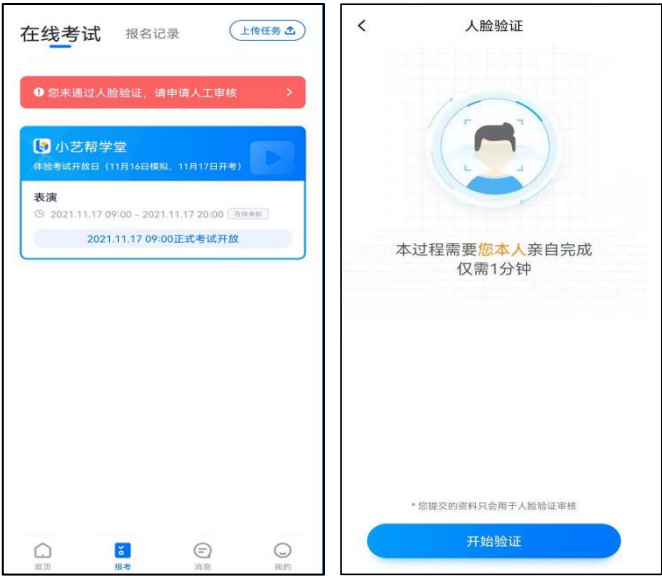 在线考试
报名记录
上传任务
您未通过人脸验证，请申请人工审核
小艺帮学堂
体验考试开放日（11月16日模拟，11月17日开考）
表演
2021.11.17 09:00 - 2021.11.17 20:00
2021.11.17 09:00正式考试开放
首页
报考
消息
我的
人脸验证
本过程需要您本人亲自完成
仅需1分钟
*您提交的资料只会用于人脸验证审核
开始验证